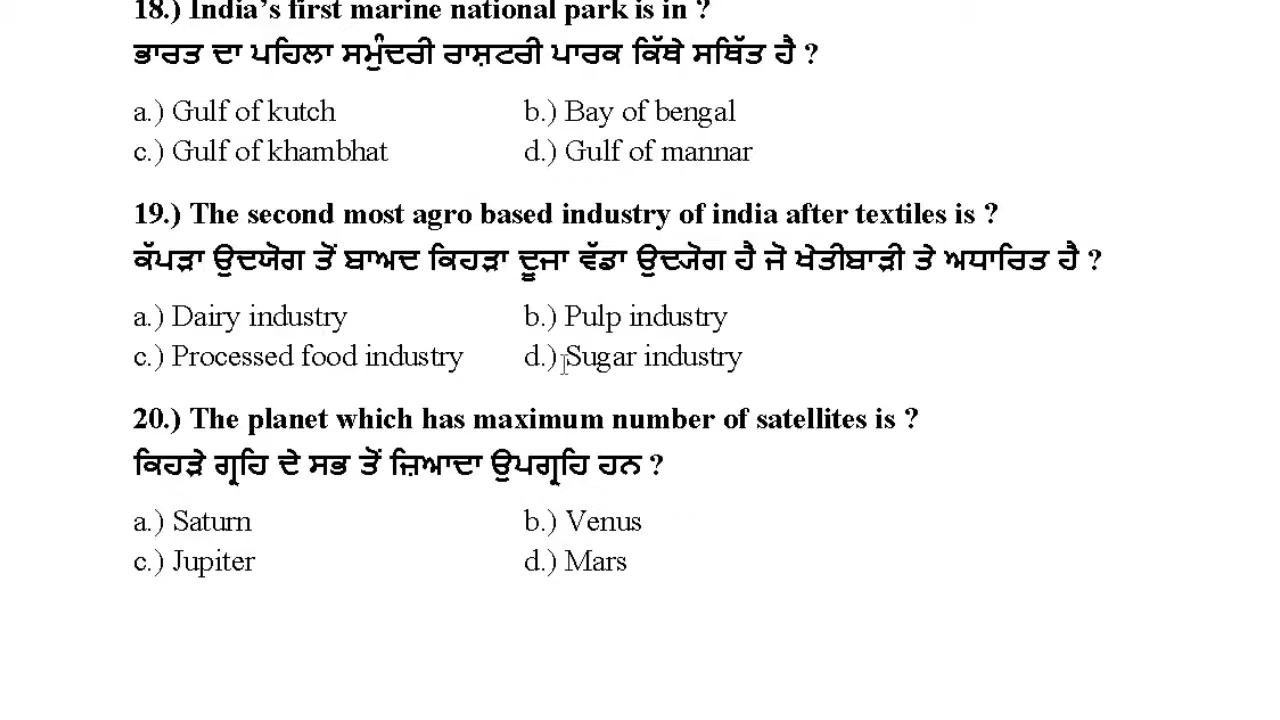 18.) India’s first marine national park is in ?
ਭਾਰਤ ਦਾ ਪਹਿਲਾ ਸਮੁੰਦਰੀ ਰਾਸ਼ਟਰੀ ਪਾਰਕ ਕਿੱਥੇ ਸਥਿੱਤ ਹੈ ?
a.) Gulf of kutch b.) Bay of bengal
c.) Gulf of khambhat d.) Gulf of mannar
19.) The second most agro based industry of india after textiles is ?
ਕੱਪੜਾ ਉਦਯੋਗ ਤੋਂ ਬਾਅਦ ਕਿਹੜਾ ਦੂਜਾ ਵੱਡਾ ਉਦਯੋਗ ਹੈ ਜੋ ਖੇਤੀਬਾੜੀ ਤੇ ਅਧਾਰਿਤ ਹੈ ?
a.) Dairy industry b.) Pulp industry
c.) Processed food industry d.) Sugar industry
20.) The planet which has maximum number of satellites is ?
ਕਿਹੜੇ ਗ੍ਰਹਿ ਦੇ ਸਭ ਤੋਂ ਜ਼ਿਆਦਾ ਉਪਗ੍ਰਹਿ ਹਨ ?
a.) Saturn b.) Venus
c.) Jupiter d.) Mars